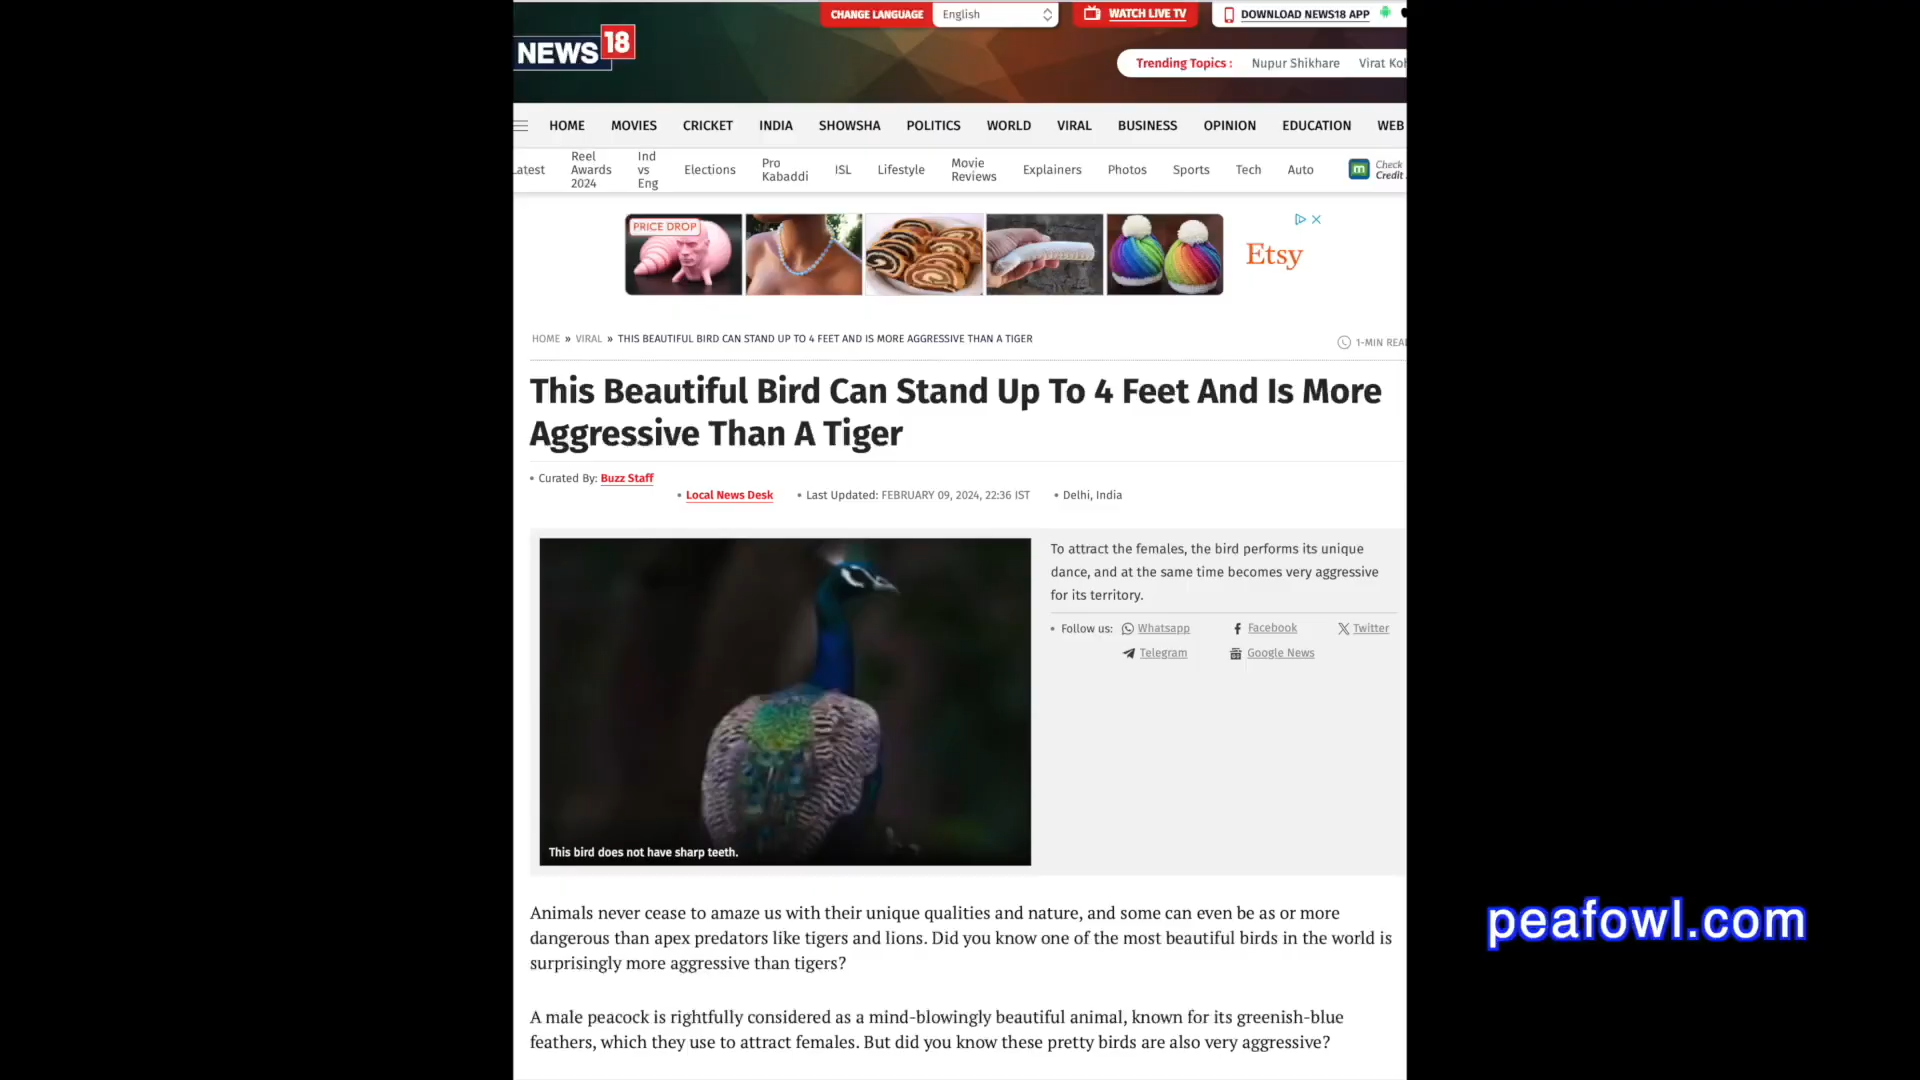 CHANGE LANGUAGE English WATCH LIVE TV DOWNLOAD NEWS18 APP
NEWS 18
Trending Topics : Nupur Shikhare Virat
HOME MOVIES CRICKET INDIA SHOWSHA POLITICS WORLD VIRAL BUSINESS OPINION EDUCATION WEB
Reel Awards 2024 Ind vs Eng Elections Pro Kabaddi ISL Lifestyle Movie Reviews Explainers Photos Sports Tech Auto m Check Credit
PRICE DROP
Etsy
HOME » VIRAL » THIS BEAUTIFUL BIRD CAN STAND UP TO 4 FEET AND IS MORE AGGRESSIVE THAN A TIGER
1-MIN
This Beautiful Bird Can Stand Up To 4 Feet And Is More
Aggressive Than A Tiger
• Curated By: Buzz Staff
• Local News Desk • Last Updated: FEBRUARY 09, 2024, 22:36 IST • Delhi, India
To attract the females, the bird performs its unique
dance, and at the same time becomes very aggressive
for its territory.
• Follow us: Whatsapp Facebook Twitter
Telegram Google News
This bird does not have sharp teeth.
Animals never cease to amaze us with their unique qualities and nature, and some can even be as or more
dangerous than apex predators like tigers and lions. Did you know one of the most beautiful birds in the world is
surprisingly more aggressive than tigers?
A male peacock is rightfully considered as a mind-blowingly beautiful animal, known for its greenish-blue
feathers, which they use to attract females. But did you know these pretty birds are also very aggressive?
peafowl.com